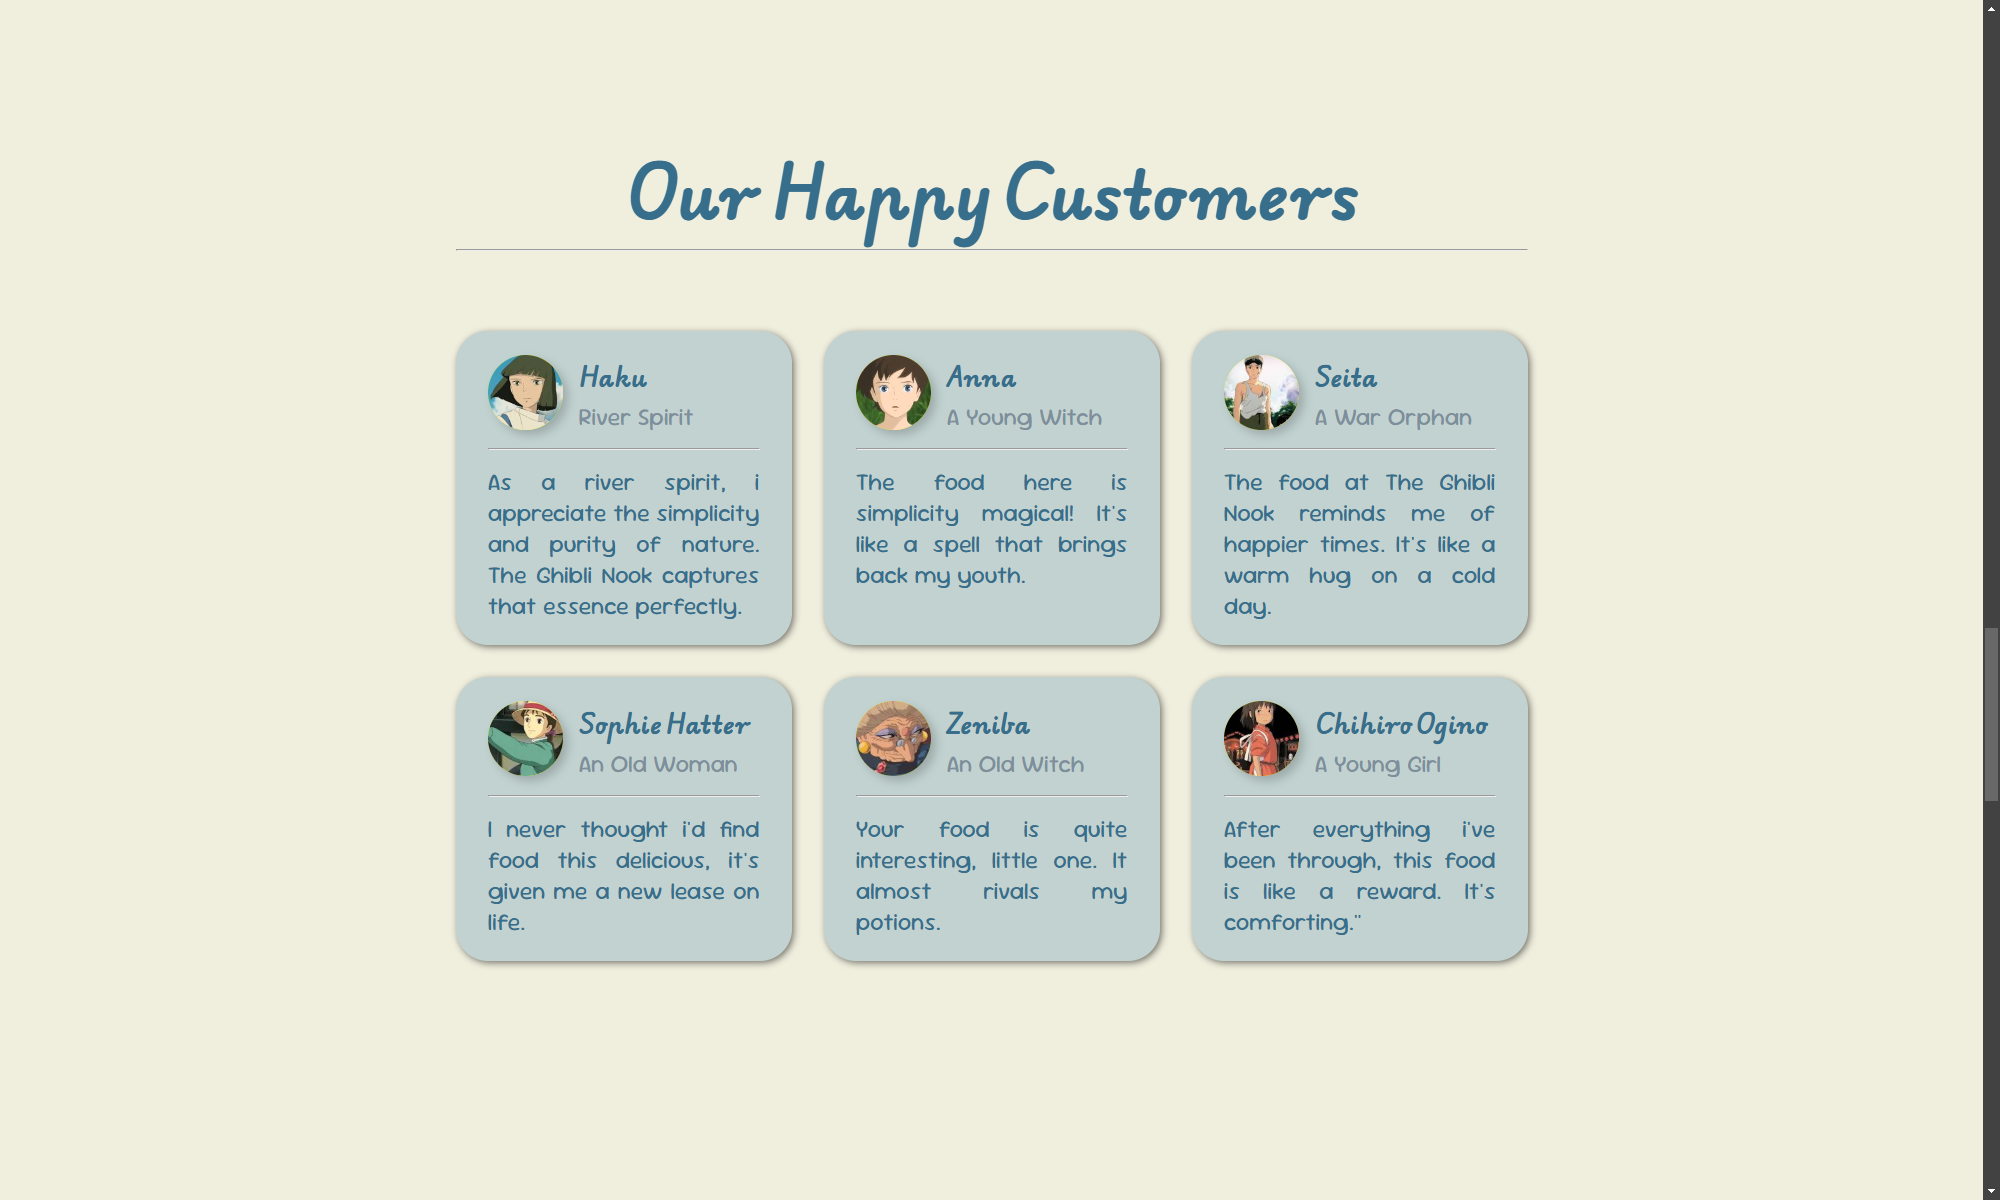 Our Happy Customers
Haku
River Spirit
As a river spirit, i
appreciate the simplicity
and purity of nature.
The Ghibli Nook captures
that essence perfectly.
Anna
A Young Witch
The food here is
simplicity magical! It's
like a spell that brings
back my youth.
Seita
A War Orphan
The food at The Ghibli
Nook reminds me of
happier times. It's like a
warm hug on a cold
day.
Sophie Hatter
An Old Woman
I never thought i'd find
food this delicious, it's
given me a new lease on
life.
Zeniba
An Old Witch
Your food is quite
interesting, little one. It
almost rivals my
potions.
Chihiro Ogino
A Young Girl
After everything i've
been through, this food
is like a reward. It's
comforting."